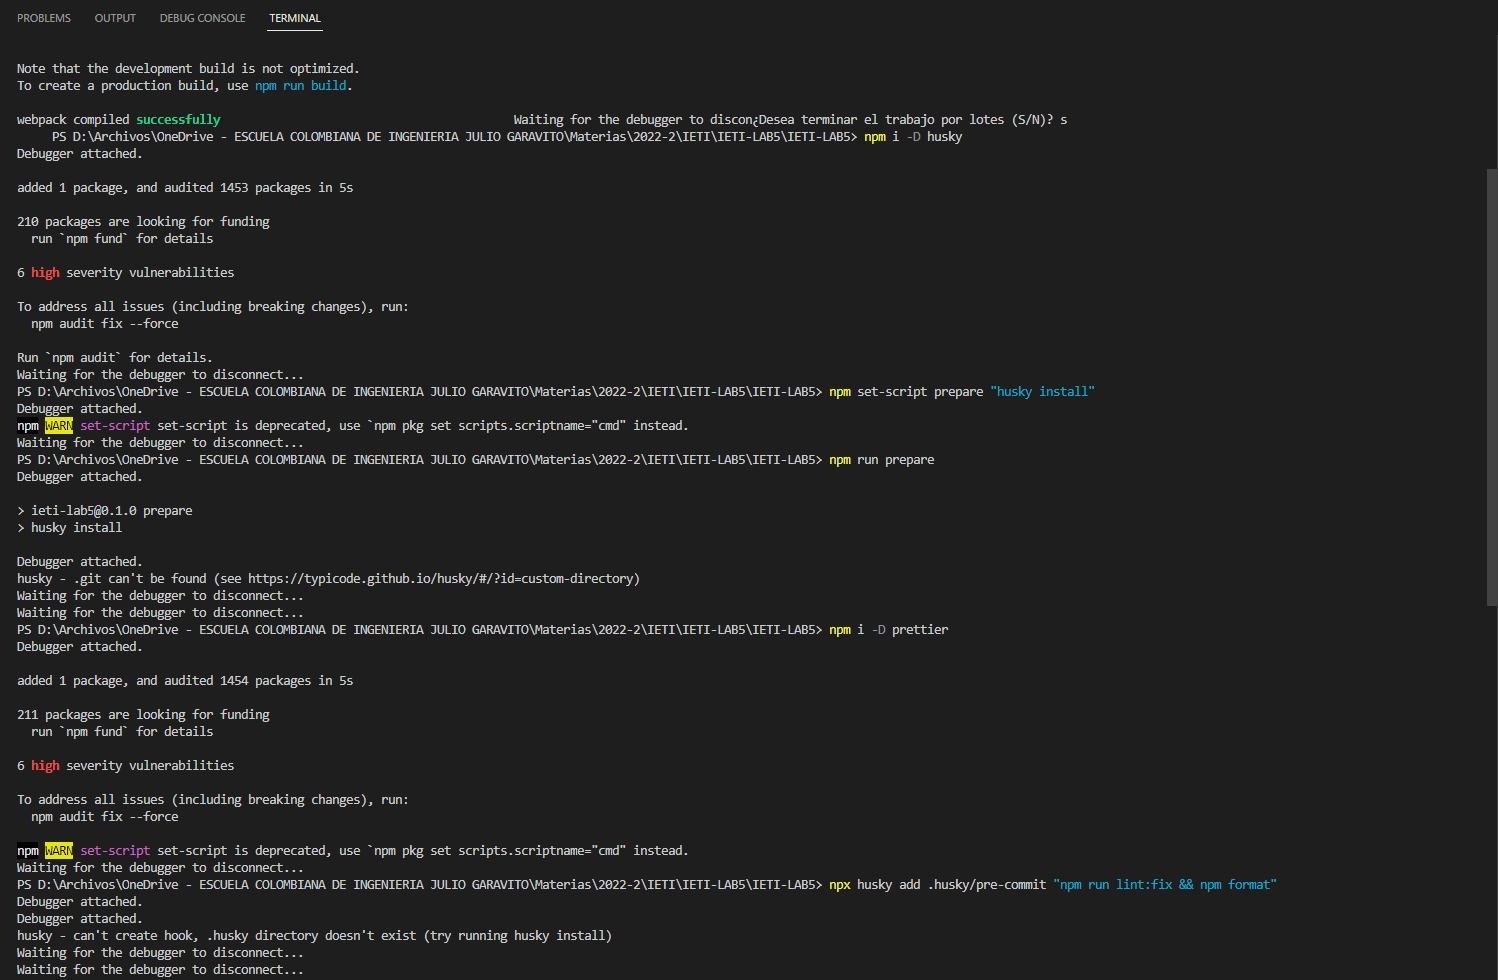 PROBLEMS OUTPUT DEBUG CONSOLE TERMINAL
Note that the development build is not optimized.
To create a production build, use npm run build.
webpack compiled successfully Waiting for the debugger to discon¿Desea terminar el trabajo por lotes (S/N)? s
PS D:\Archivos\OneDrive - ESCUELA COLOMBIANA DE INGENIERIA JULIO GARAVITO\Materias\2022-2\IETI\IETI-LAB5\IETI-LAB5> npm i -D husky
Debugger attached.
added 1 package, and audited 1453 packages in 5s
210 packages are looking for funding
run `npm fund` for details
6 high severity vulnerabilities
To address all issues (including breaking changes), run:
npm audit fix --force
Run `npm audit` for details.
Waiting for the debugger to disconnect...
PS D:\Archivos\OneDrive - ESCUELA COLOMBIANA DE INGENIERIA JULIO GARAVITO\Materias\2022-2\IETI\IETI-LAB5\IETI-LAB5> npm set-script prepare "husky install"
Debugger attached.
npm WARN set-script set-script is deprecated, use `npm pkg set scripts.scriptname="cmd" instead.
Waiting for the debugger to disconnect...
PS D:\Archivos\OneDrive - ESCUELA COLOMBIANA DE INGENIERIA JULIO GARAVITO\Materias\2022-2\IETI\IETI-LAB5\IETI-LAB5> npm run prepare
Debugger attached.
> ieti-lab5@0.1.0 prepare
> husky install
Debugger attached.
husky - .git can't be found (see https://typicode.github.io/husky/#/?id=custom-directory)
Waiting for the debugger to disconnect...
Waiting for the debugger to disconnect...
PS D:\Archivos\OneDrive - ESCUELA COLOMBIANA DE INGENIERIA JULIO GARAVITO\Materias\2022-2\IETI\IETI-LAB5\IETI-LAB5> npm i -D prettier
Debugger attached.
added 1 package, and audited 1454 packages in 5s
211 packages are looking for funding
run `npm fund` for details
6 high severity vulnerabilities
To address all issues (including breaking changes), run:
npm audit fix --force
npm WARN set-script set-script is deprecated, use `npm pkg set scripts.scriptname="cmd" instead.
Waiting for the debugger to disconnect...
PS D:\Archivos\OneDrive - ESCUELA COLOMBIANA DE INGENIERIA JULIO GARAVITO\Materias\2022-2\IETI\IETI-LAB5\IETI-LAB5> npx husky add .husky/pre-commit "npm run lint:fix && npm format"
Debugger attached.
Debugger attached.
husky - can't create hook, .husky directory doesn't exist (try running husky install)
Waiting for the debugger to disconnect...
Waiting for the debugger to disconnect...